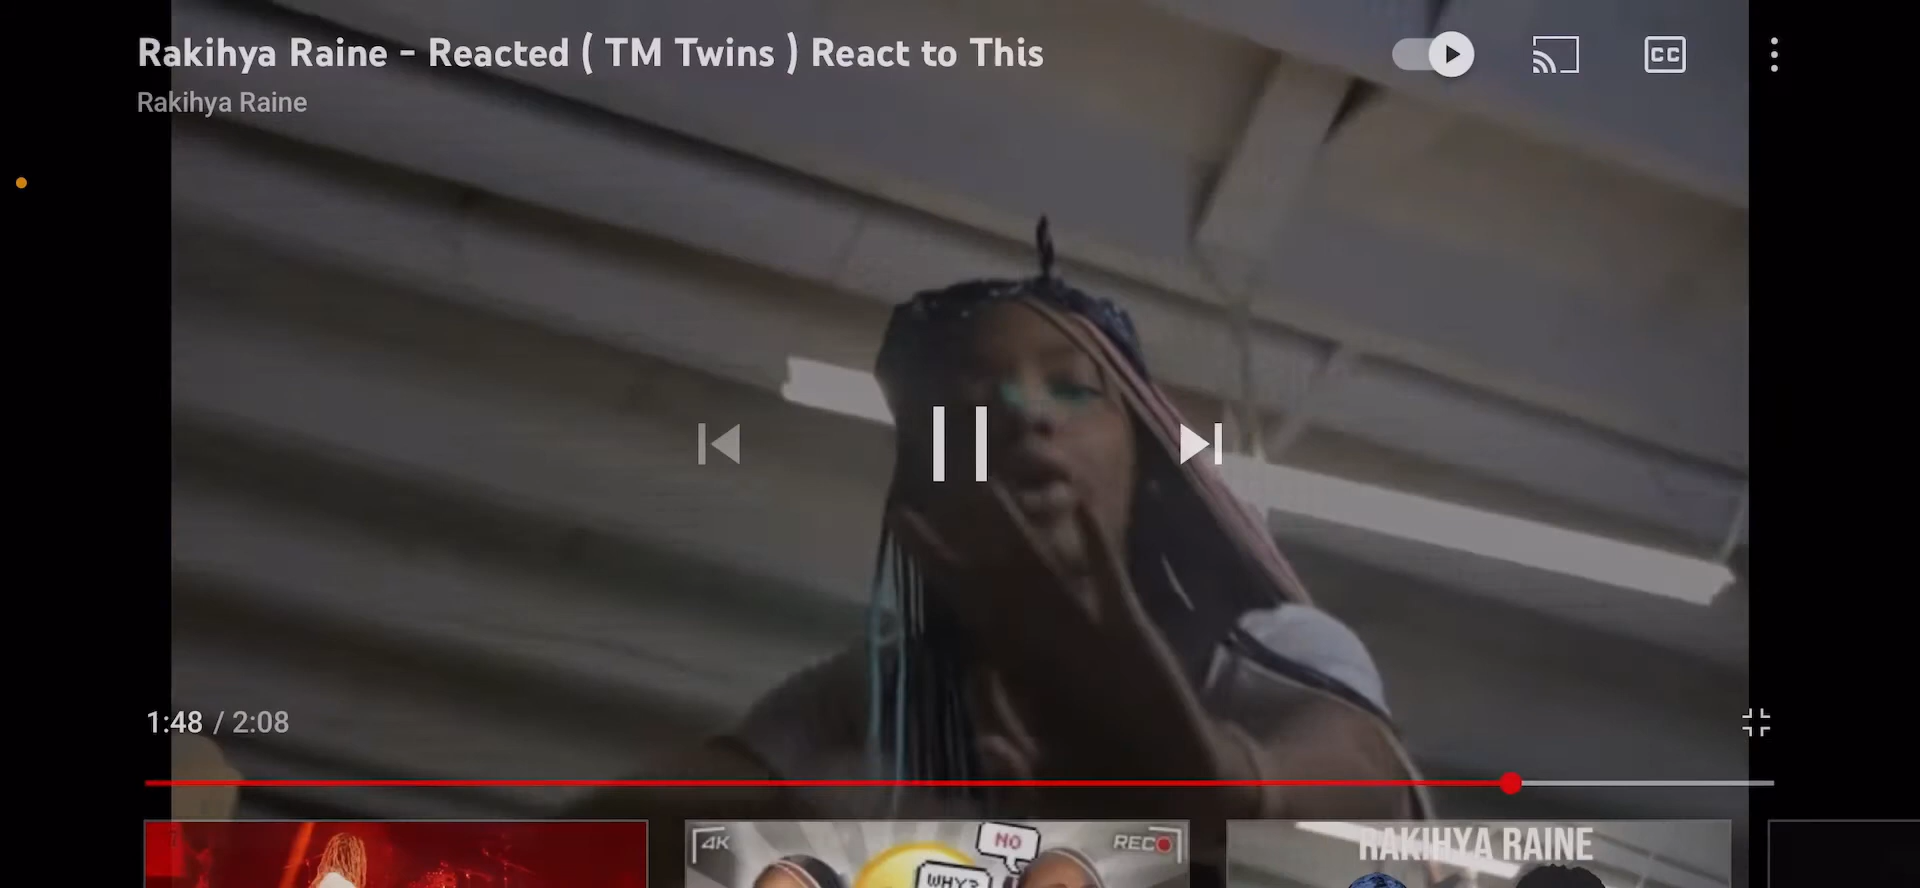 Rakihya Raine - Reacted ( TM Twins ) React to This
Rakihya Raine
CC
1:48 / 2:08
4K
NO
REC
WHY?
RAKIHYA RAINE